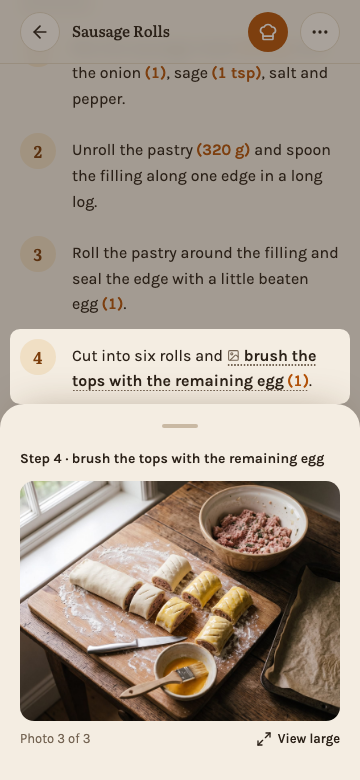 Sausage Rolls
the onion (1), sage (1 tsp), salt and
pepper.
2
Unroll the pastry (320 g) and spoon
the filling along one edge in a long
log.
3
Roll the pastry around the filling and
seal the edge with a little beaten
egg (1).
4
Cut into six rolls and brush the
tops with the remaining egg (1).
Step 4 · brush the tops with the remaining egg
Photo 3 of 3
View large